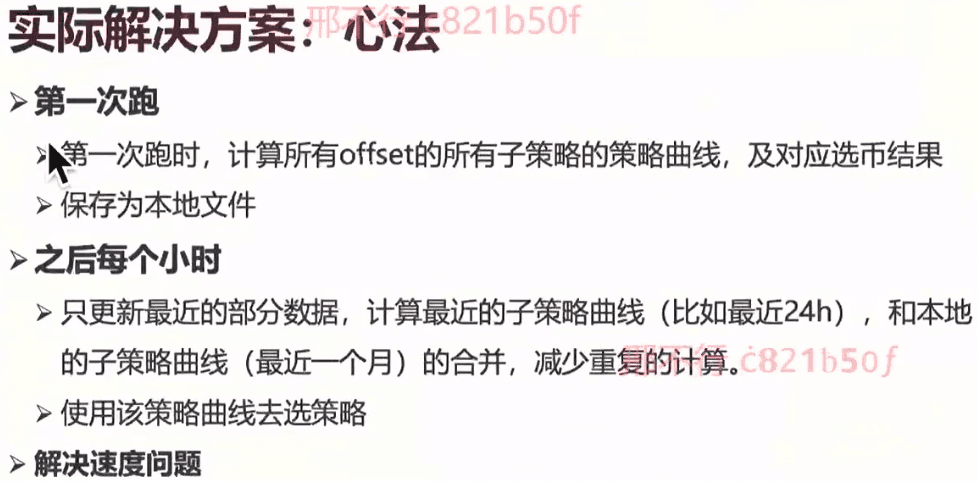 实际解决方案：心法
邢不行 c821b50f
➢ 第一次跑
➢ 第一次跑时，计算所有offset的所有子策略的策略曲线，及对应选币结果
➢ 保存为本地文件
➢ 之后每个小时
➢ 只更新最近的部分数据，计算最近的子策略曲线（比如最近24h），和本地
的子策略曲线（最近一个月）的合并，减少重复的计算。
邢不行 c821b50f
➢ 使用该策略曲线去选策略
➢ 解决速度问题